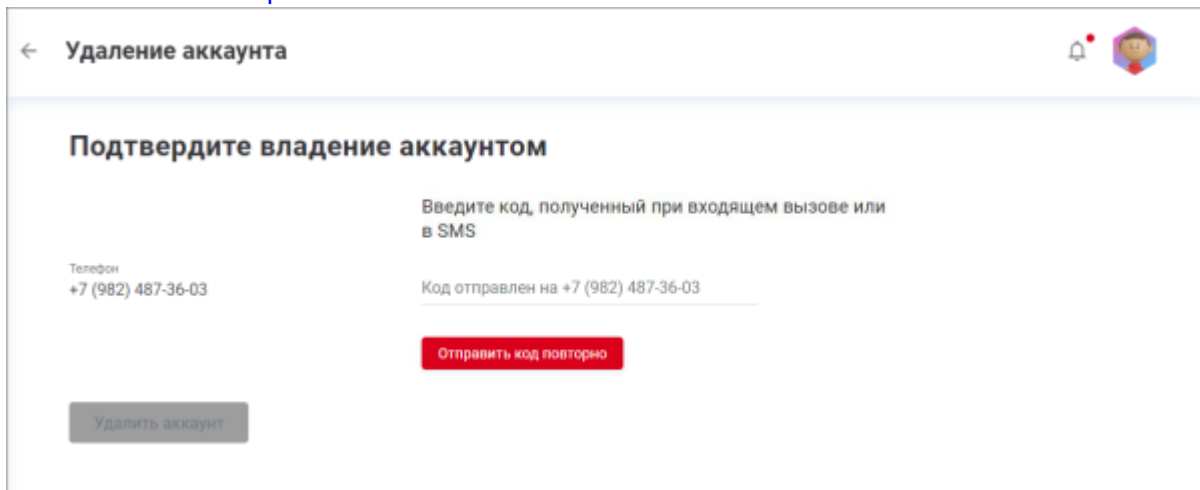 Удаление аккаунта
Подтвердите владение аккаунтом
Введите код, полученный при входящем вызове или
в SMS
Телефон
+7 (982) 487-36-03
Код отправлен на +7 (982) 487-36-03
Отправить код повторно
Удалить аккаунт